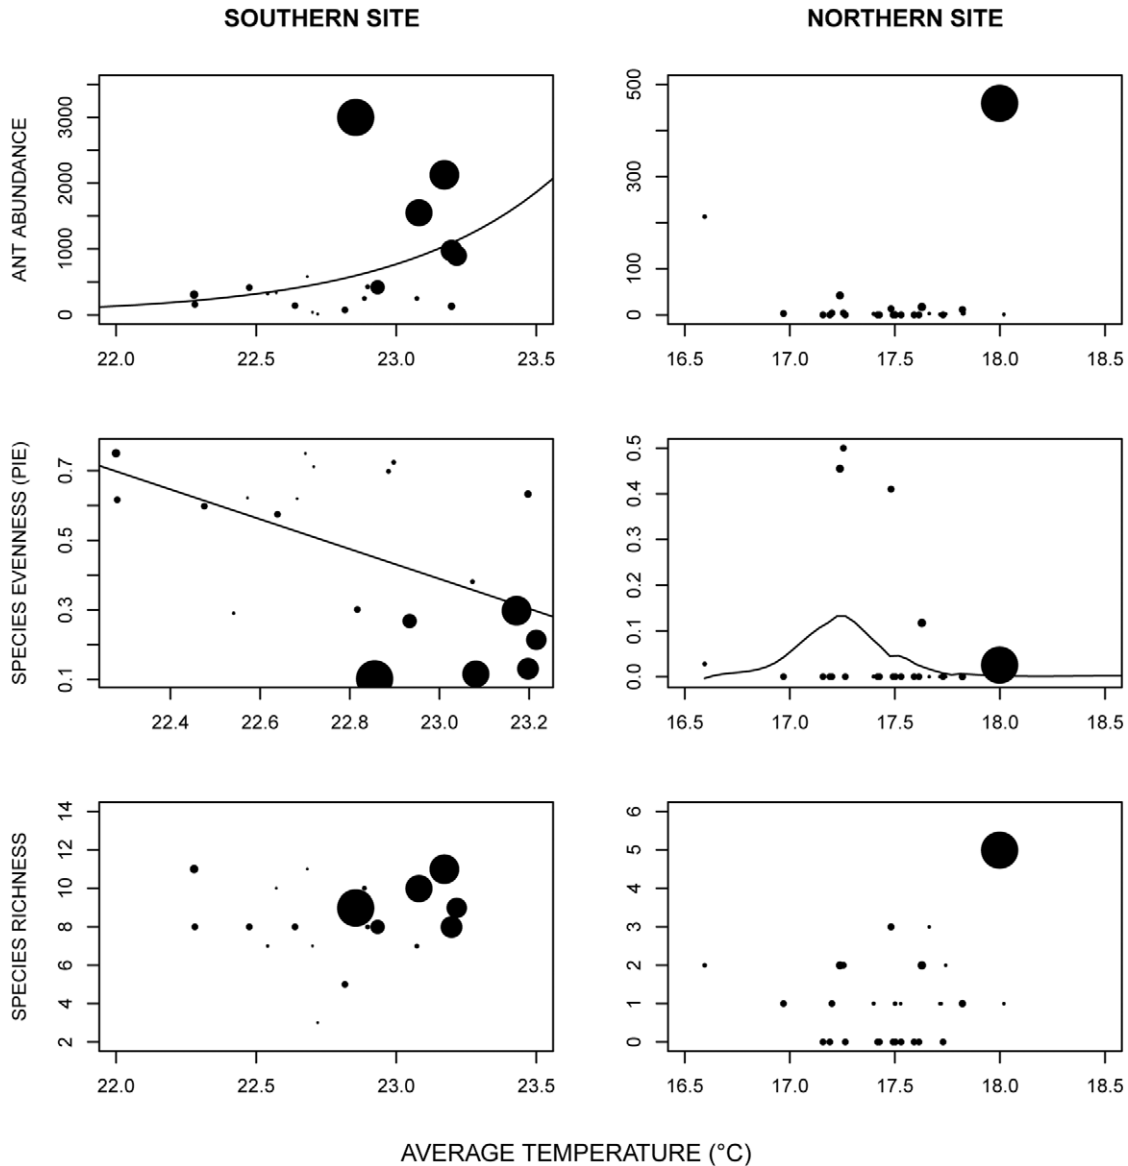 SOUTHERN SITE
NORTHERN SITE
ANT ABUNDANCE
3000
2000
1000
0
22.0 22.5 23.0 23.5
500
300
100
0
16.5 17.0 17.5 18.0 18.5
SPECIES EVENNESS (PIE)
0.7
0.5
0.3
0.1
22.4 22.6 22.8 23.0 23.2
0.5
0.4
0.3
0.2
0.1
0.0
16.5 17.0 17.5 18.0 18.5
SPECIES RICHNESS
14
12
10
8
6
4
2
22.0 22.5 23.0 23.5
6
5
4
3
2
1
0
16.5 17.0 17.5 18.0 18.5
AVERAGE TEMPERATURE (°C)